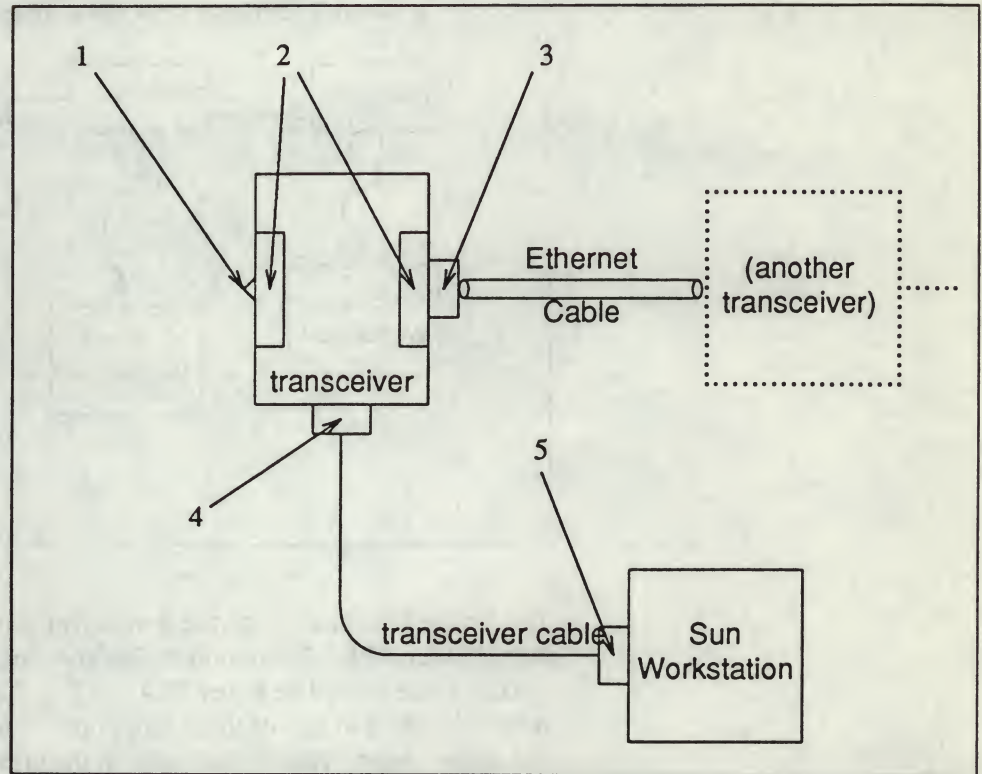 1
2
3
Ethernet
Cable
(another
transceiver)
transceiver
4
5
transceiver cable
Sun
Workstation